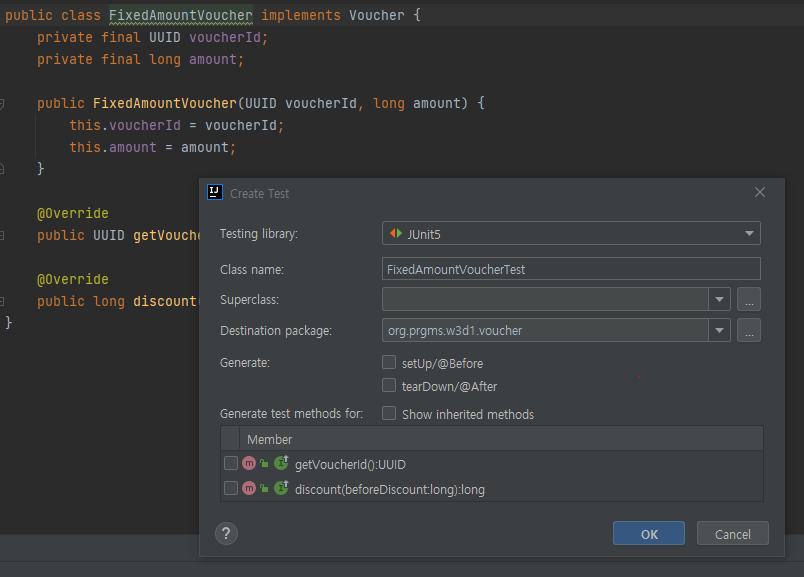 public class FixedAmountVoucher implements Voucher {
private final UUID voucherId;
private final long amount;
public FixedAmountVoucher(UUID voucherId, long amount) {
this.voucherId = voucherId;
this.amount = amount;
}
@Override
public UUID getVouche
@Override
public long discount(
}
IJ
Create Test
Testing library:
JUnit5
Class name:
FixedAmountVoucherTest
Superclass:
...
Destination package:
org.prgms.w3d1.voucher
...
Generate:
setUp/@Before
tearDown/@After
Generate test methods for:
Show inherited methods
Member
m I getVoucherId():UUID
m I discount(beforeDiscount:long):long
?
OK
Cancel